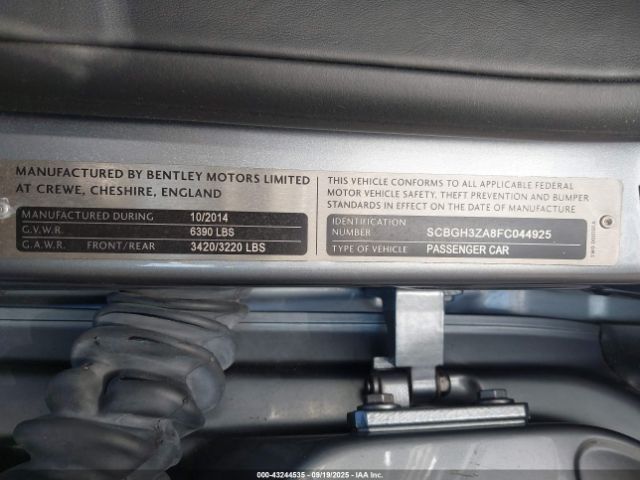 MANUFACTURED BY BENTLEY MOTORS LIMITED
AT CREWE, CHESHIRE, ENGLAND
MANUFACTURED DURING 10/2014
G.V.W.R. 6390 LBS
G.A.W.R. FRONT/REAR 3420/3220 LBS
THIS VEHICLE CONFORMS TO ALL APPLICABLE FEDERAL
MOTOR VEHICLE SAFETY, THEFT PREVENTION AND BUMPER
STANDARDS IN EFFECT ON THE DATE OF MANUFACTURE
IDENTIFICATION
NUMBER SCBGH3ZA8FC044925
TYPE OF VEHICLE PASSENGER CAR
000-43244535 - 09/19/2025 - IAA Inc.